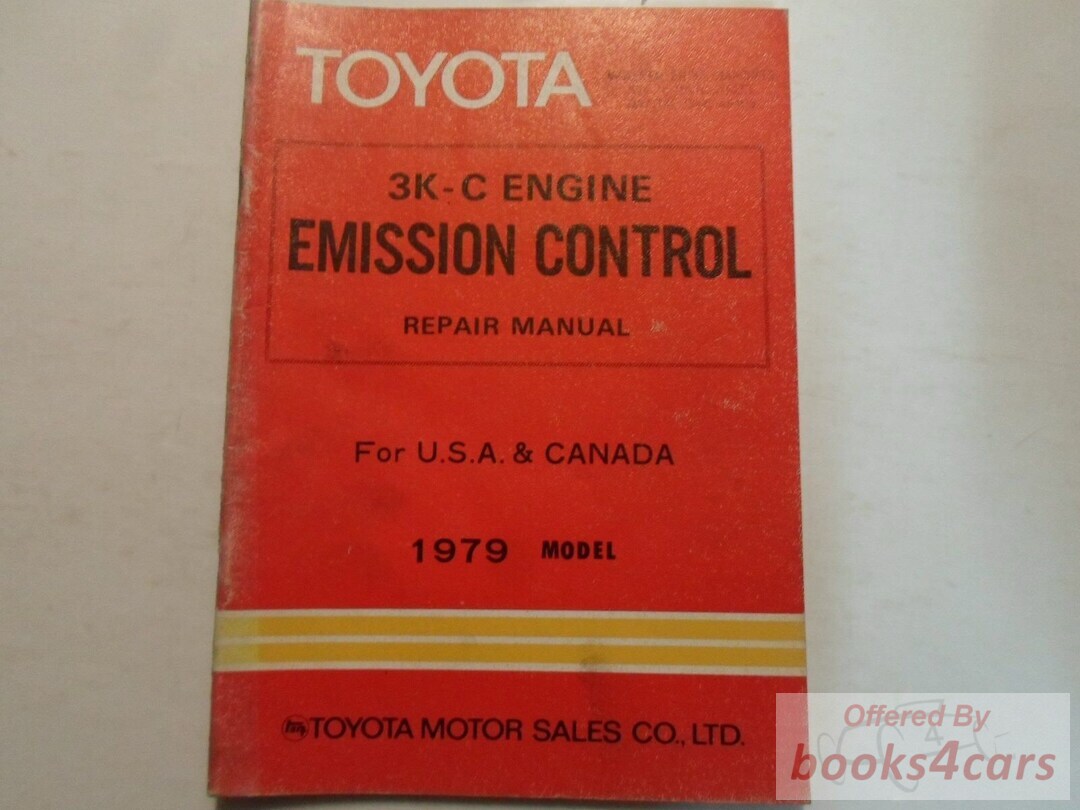 TOYOTA
3K-C ENGINE
EMISSION CONTROL
REPAIR MANUAL
For U.S.A. & CANADA
1979 MODEL
TOYOTA MOTOR SALES CO., LTD.
Offered By
books4cars